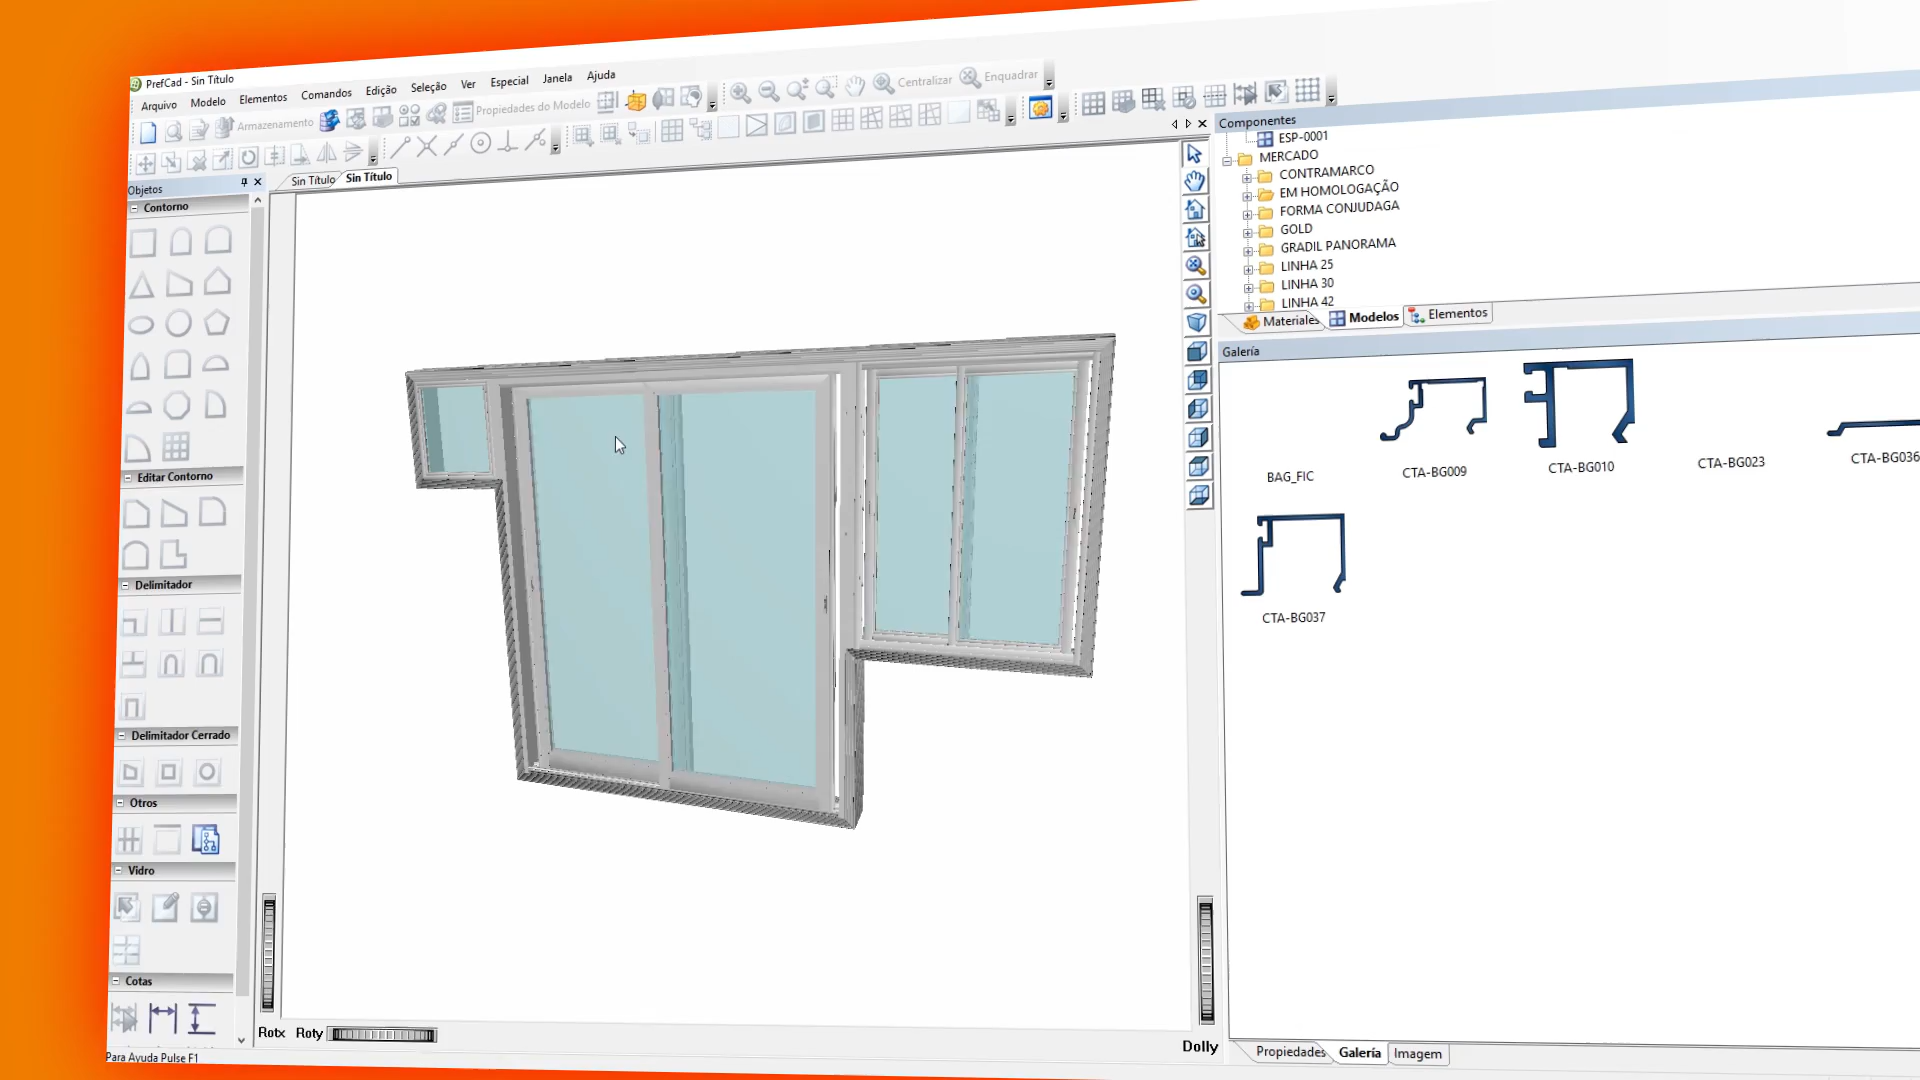 PrefCad - Sin Título
Arquivo Modelo Elementos Comandos Edição Seleção Ver Especial Janela Ajuda
Armazenamento Propiedades do Modelo Centralizar Enquadrar
Objetos
Contorno
Editar Contorno
Delimitador
Delimitador Cerrado
Otros
Vidro
Cotas
Para Ayuda Pulse F1
Sin Título Sin Título
Rotx Roty
Dolly
Componentes
ESP-0001
MERCADO
CONTRAMARCO
EM HOMOLOGAÇÃO
FORMA CONJUDAGA
GOLD
GRADIL PANORAMA
LINHA 25
LINHA 30
LINHA 42
Materiales Modelos Elementos
Galería
BAG_FIC CTA-BG009 CTA-BG010 CTA-BG023 CTA-BG036
CTA-BG037
Propiedades Galería Imagem